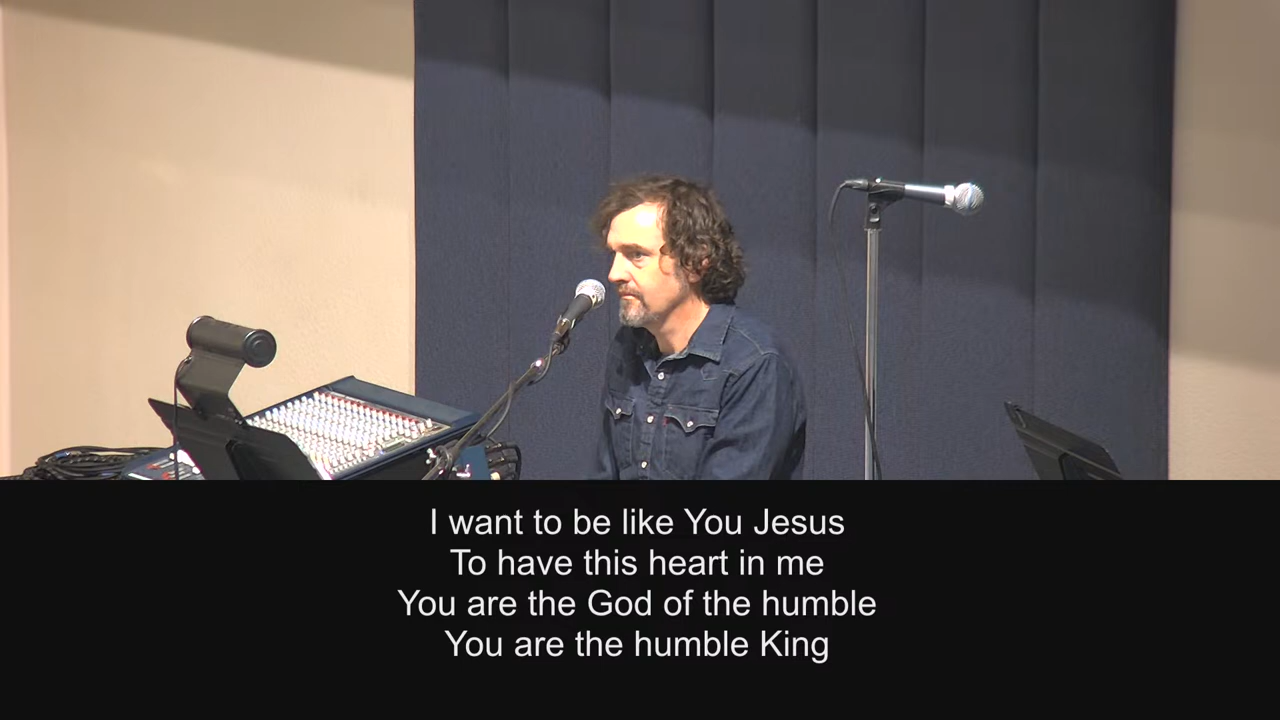 I want to be like You Jesus
To have this heart in me
You are the God of the humble
You are the humble King